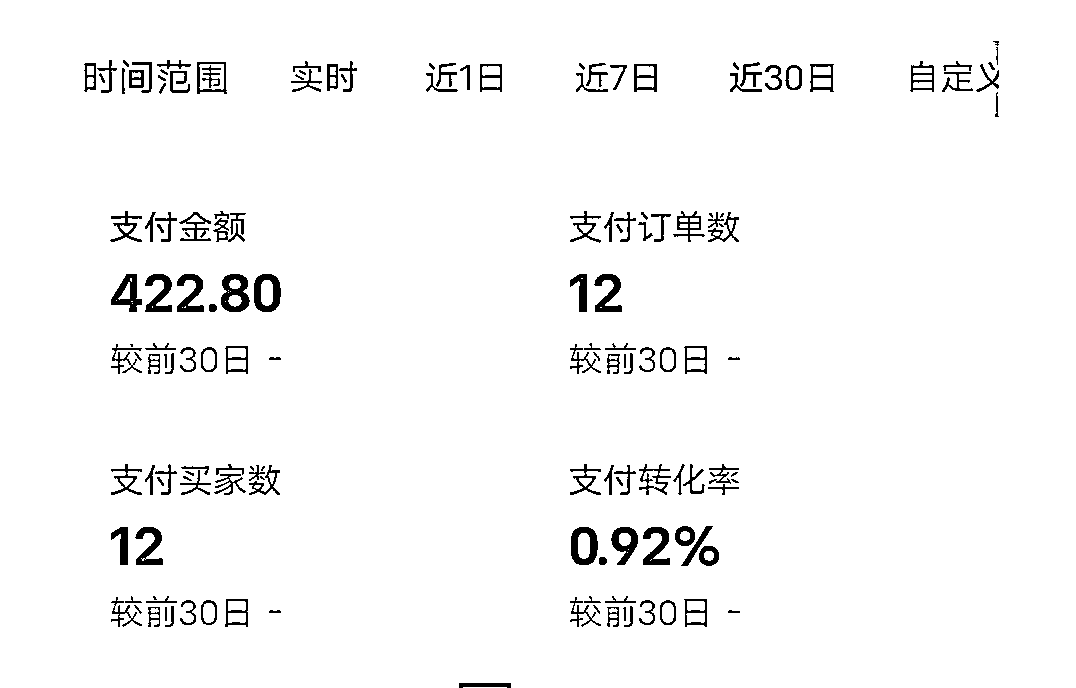 时间范围 实时 近1日 近7日 近30日 自定义
支付金额 支付订单数
422.80 12
较前30日 - 较前30日 -
支付买家数 支付转化率
12 0.92%
较前30日 - 较前30日 -